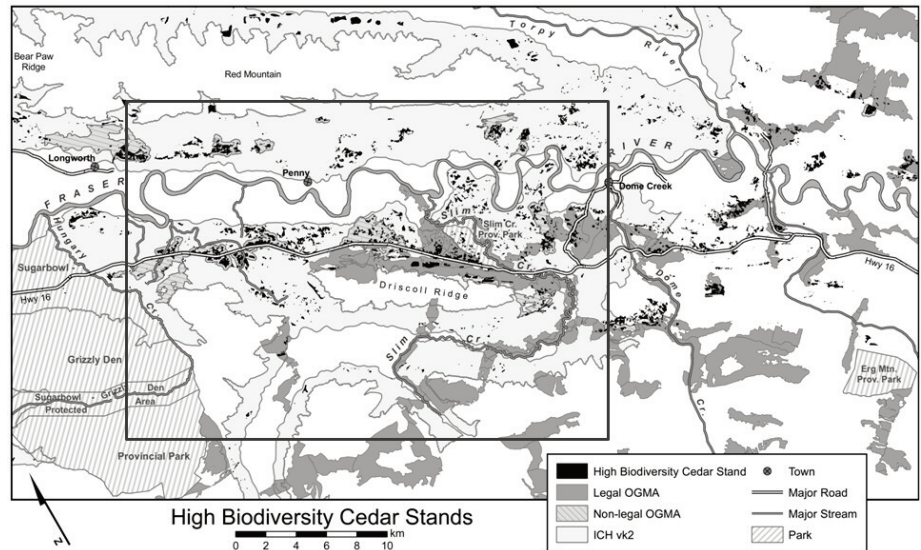 Torpy
River
Bear Paw
Ridge
Red Mountain
Longworth
Penny
RIVER
Dome Creek
FRASER
Hungary
Cr.
Slim
Slim Cr.
Prov. Park
Cr.
Sugarbowl
Hwy 16
Hwy 16
Driscoll Ridge
Dome
Cr.
Slim
Cr.
Grizzly Den
Erg Mtn.
Prov. Park
Sugarbowl - Grizzly Den
Protected Area
Provincial Park
High Biodiversity Cedar Stand
Legal OGMA
Non-legal OGMA
ICH vk2
Town
Major Road
Major Stream
Park
N
High Biodiversity Cedar Stands
km
0 2 4 6 8 10